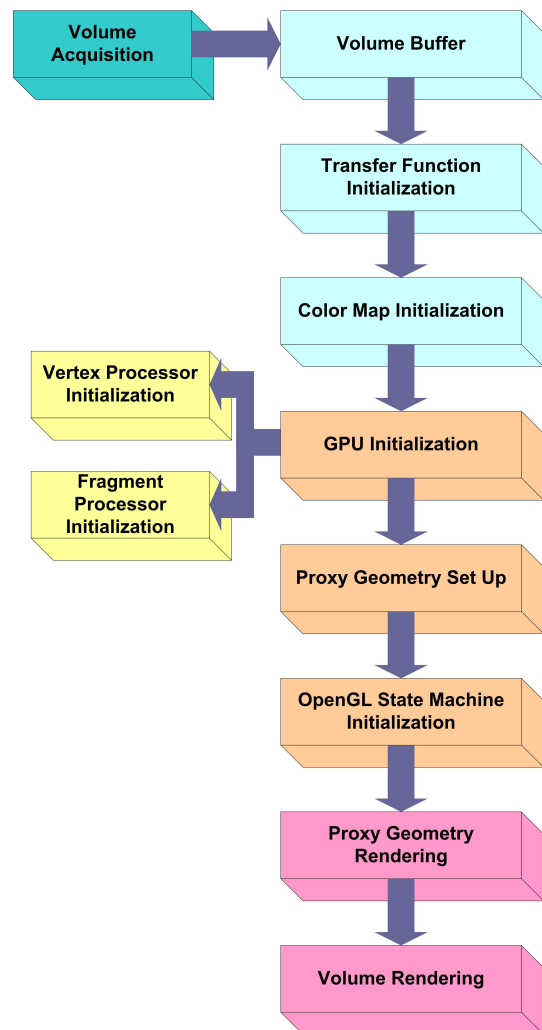 Volume
Acquisition
Volume Buffer
Transfer Function
Initialization
Color Map Initialization
Vertex Processor
Initialization
GPU Initialization
Fragment
Processor
Initialization
Proxy Geometry Set Up
OpenGL State Machine
Initialization
Proxy Geometry
Rendering
Volume Rendering